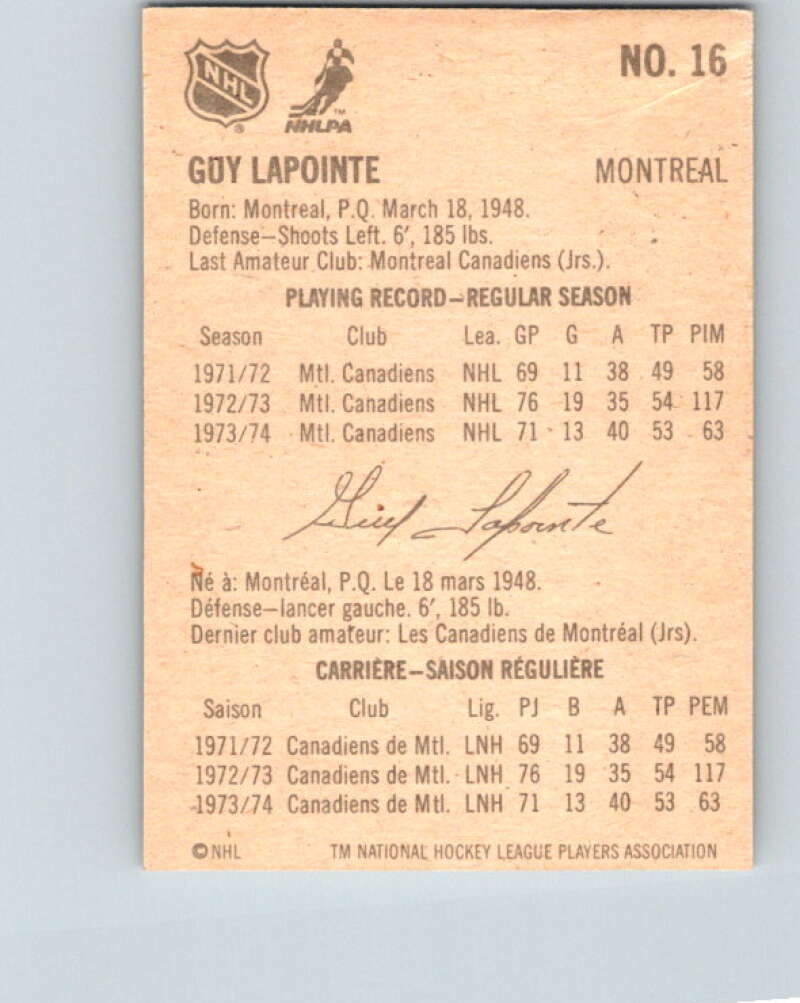 NHL
NHLPA TM
NO. 16
GUY LAPOINTE MONTREAL
Born: Montreal, P.Q. March 18, 1948.
Defense—Shoots Left. 6′, 185 lbs.
Last Amateur Club: Montreal Canadiens (Jrs.).
PLAYING RECORD—REGULAR SEASON
Season Club Lea. GP G A TP PIM
1971/72 Mtl. Canadiens NHL 69 11 38 49 58
1972/73 Mtl. Canadiens NHL 76 19 35 54 117
1973/74 Mtl. Canadiens NHL 71 13 40 53 63
Guy Lapointe
Né à: Montréal, P.Q. Le 18 mars 1948.
Défense—lancer gauche. 6′, 185 lb.
Dernier club amateur: Les Canadiens de Montréal (Jrs).
CARRIÈRE—SAISON RÉGULIÈRE
Saison Club Lig. PJ B A TP PEM
1971/72 Canadiens de Mtl. LNH 69 11 38 49 58
1972/73 Canadiens de Mtl. LNH 76 19 35 54 117
1973/74 Canadiens de Mtl. LNH 71 13 40 53 63
© NHL TM NATIONAL HOCKEY LEAGUE PLAYERS ASSOCIATION